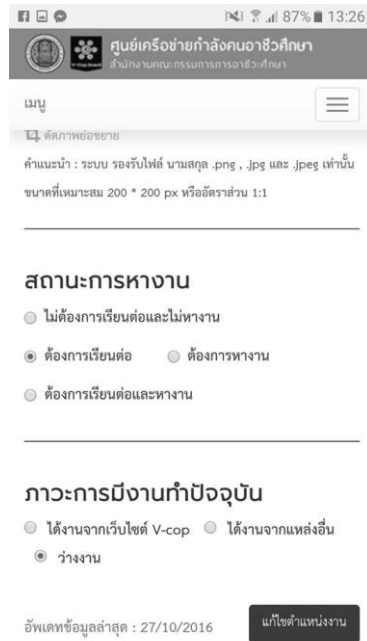 87% 13:26
ศูนย์เครือข่ายกำลังคนอาชีวศึกษา
สำนักงานคณะกรรมการการอาชีวะศึกษา
เมนู
ตัดภาพย่อขยาย
คำแนะนำ : ระบบ รองรับไฟล์ นามสกุล .png , .jpg และ .jpeg เท่านั้น
ขนาดที่เหมาะสม 200 * 200 px หรืออัตราส่วน 1:1
สถานะการหางาน
ไม่ต้องการเรียนต่อและไม่หางาน
ต้องการเรียนต่อ ต้องการหางาน
ต้องการเรียนต่อและหางาน
ภาวะการมีงานทำปัจจุบัน
ได้งานจากเว็บไซต์ V-cop ได้งานจากแหล่งอื่น
ว่างงาน
อัพเดทข้อมูลล่าสุด : 27/10/2016 แก้ไขตำแหน่งงาน